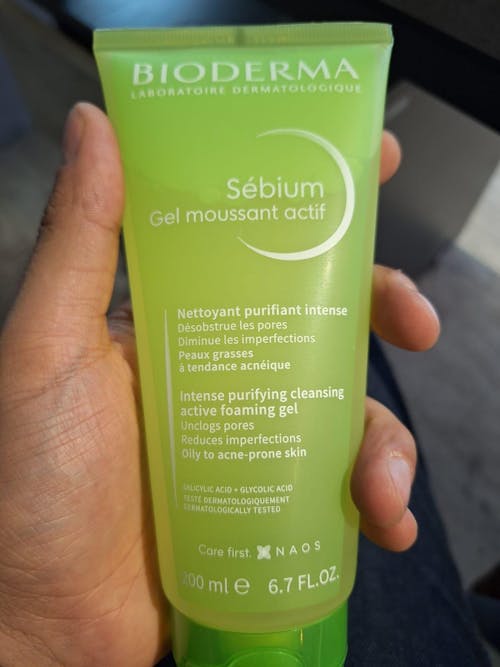 BIODERMA
LABORATOIRE DERMATOLOGIQUE
Sébium
Gel moussant actif
Nettoyant purifiant intense
Désobstrue les pores
Diminue les imperfections
Peaux grasses
à tendance acnéique
Intense purifying cleansing
active foaming gel
Unclogs pores
Reduces imperfections
Oily to acne-prone skin
SALICYLIC ACID + GLYCOLIC ACID
TESTÉ DERMATOLOGIQUEMENT
DERMATOLOGICALLY TESTED
Care first. NAOS
200 ml ℮ 6.7 FL.OZ.